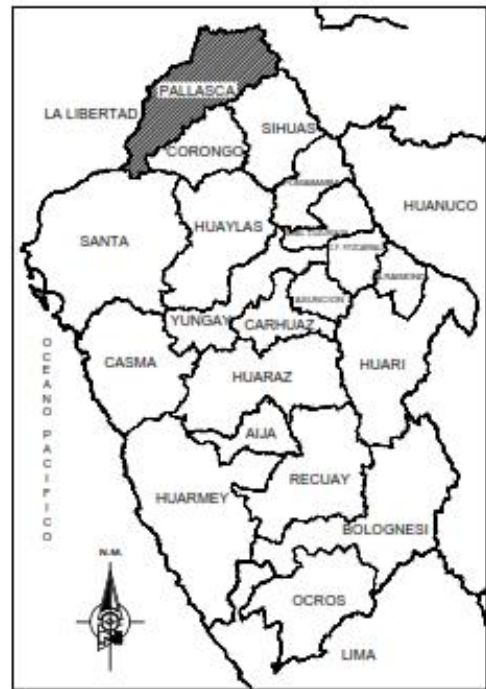 PALLASCA
LA LIBERTAD
SIHUAS
CORONGO
HUANUCO
HUAYLAS
SANTA
C.F. FITZCARRALD
ASUNCION
YUNGAY
CARHUAZ
CASMA
HUARAZ
HUARI
OCEANO PACIFICO
AIJA
RECUAY
HUARMEY
BOLOGNESI
N.M.
OCROS
LIMA